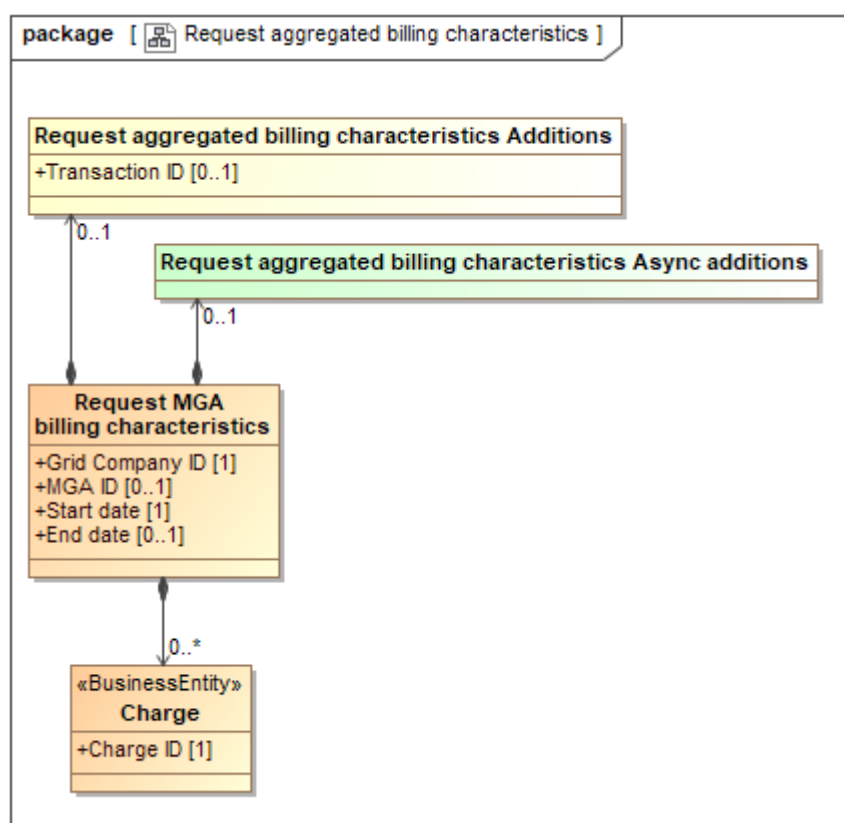 package [ Request aggregated billing characteristics ]
Request aggregated billing characteristics Additions
+Transaction ID [0..1]
0..1
Request aggregated billing characteristics Async additions
0..1
Request MGA
billing characteristics
+Grid Company ID [1]
+MGA ID [0..1]
+Start date [1]
+End date [0..1]
0..*
«BusinessEntity»
Charge
+Charge ID [1]